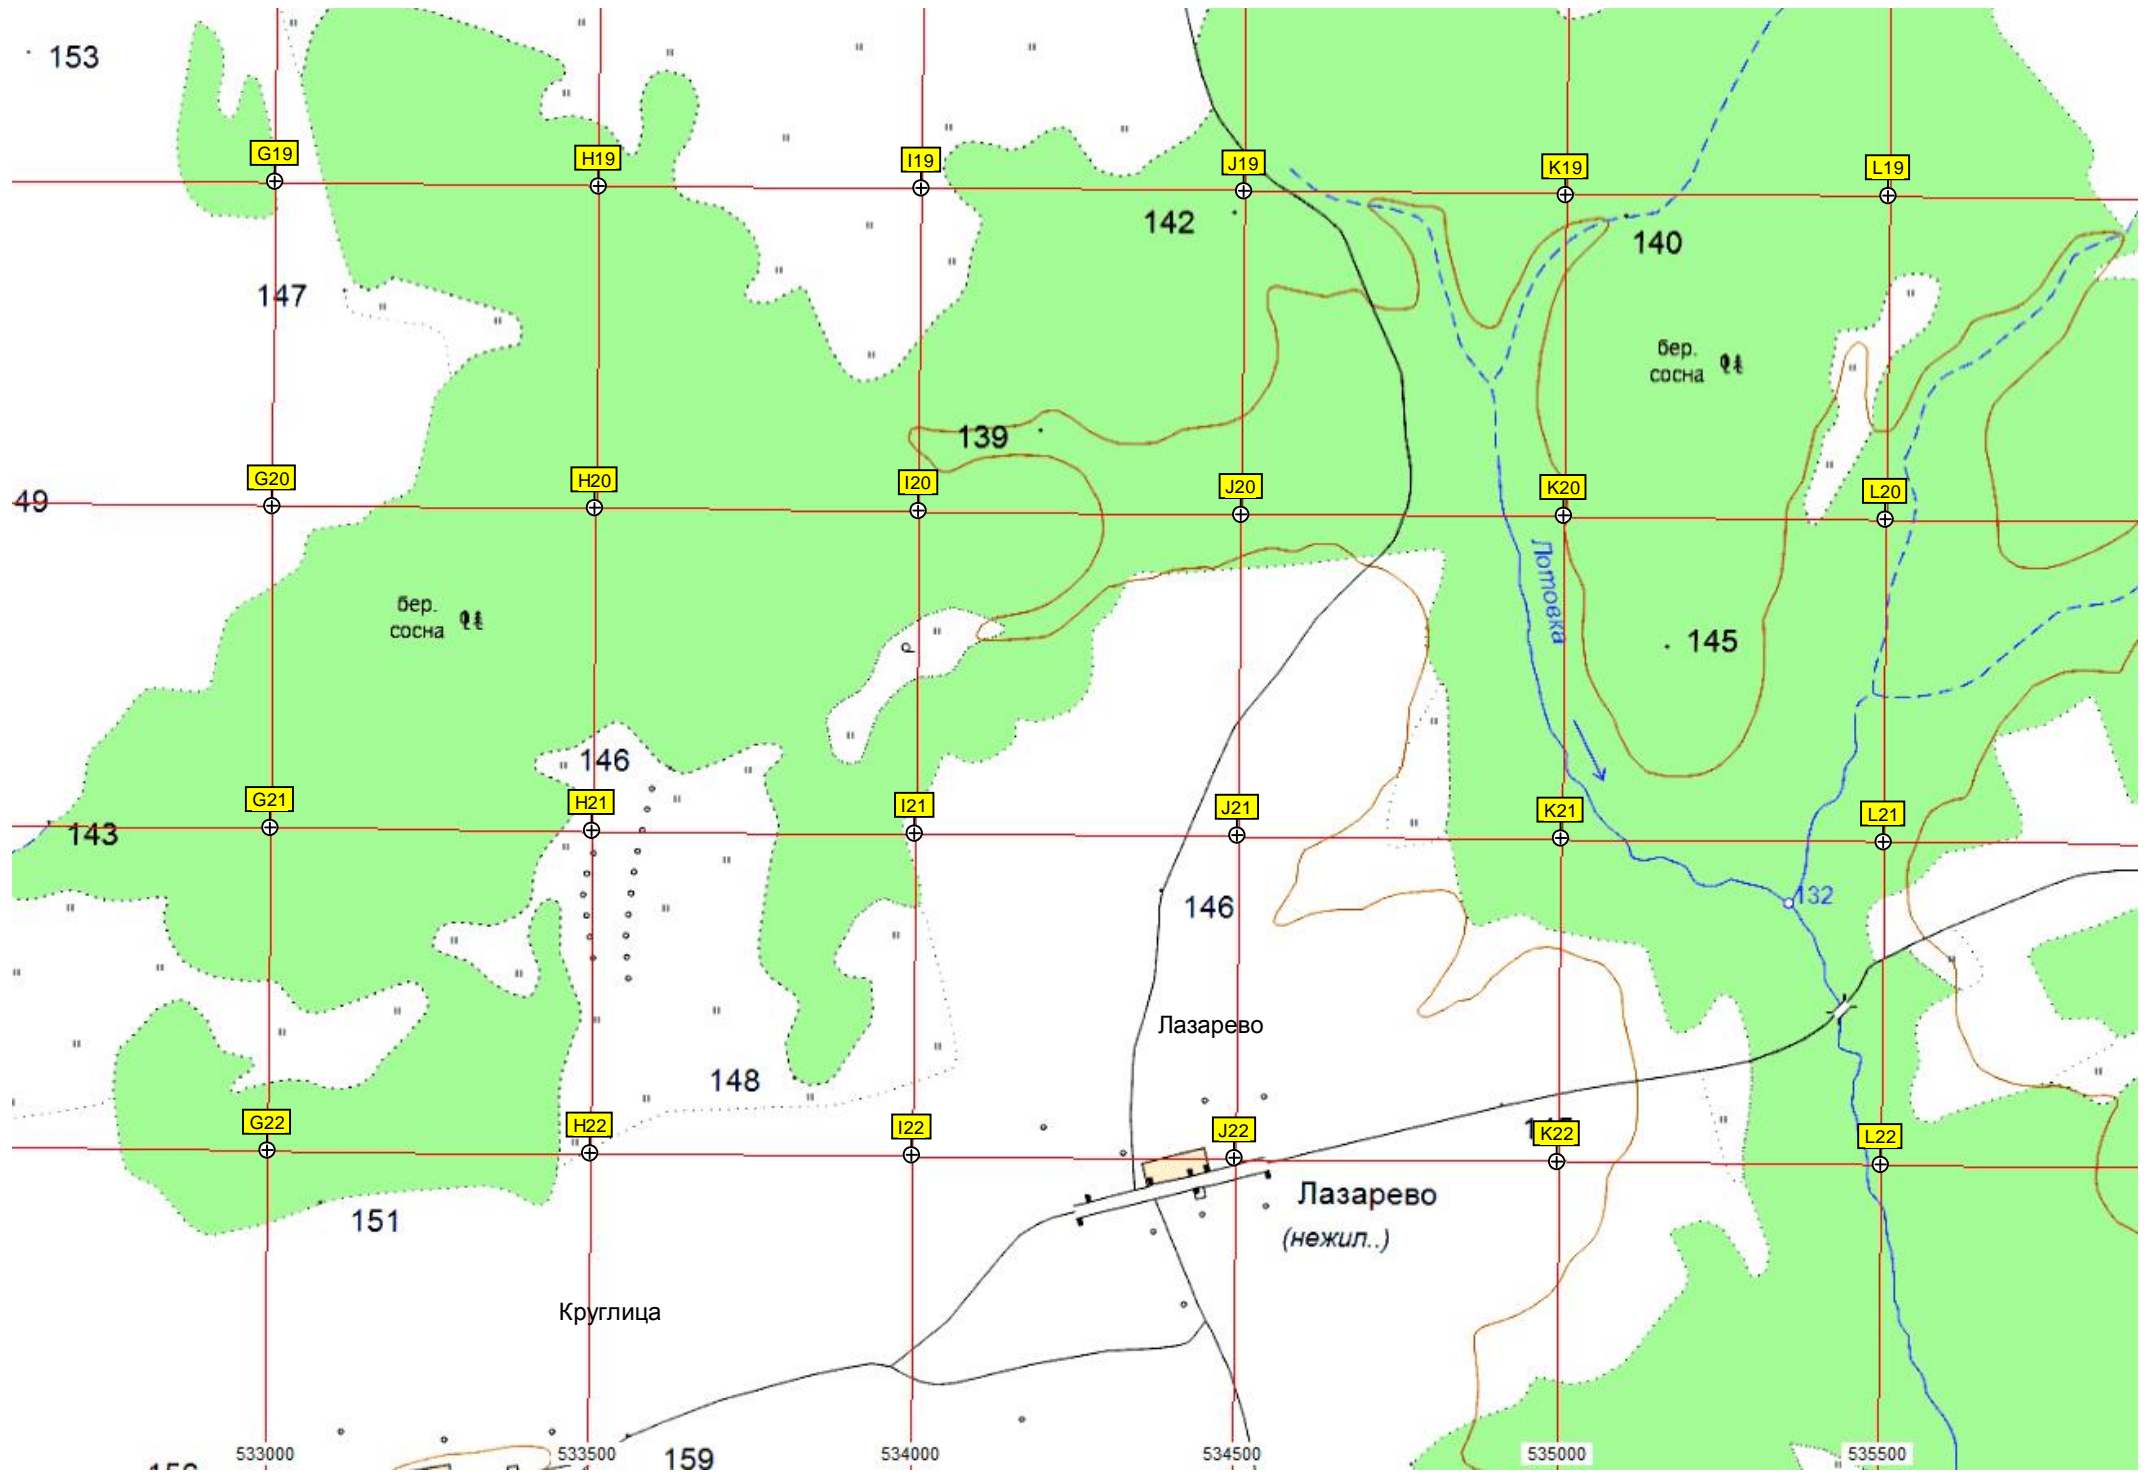 153
G19
H19
I19
J19
K19
L19
142
140
147
бер.
сосна
139
G20
H20
I20
J20
K20
L20
49
Лотовка
бер.
сосна
р
145
146
G21
H21
I21
J21
K21
L21
143
132
146
Лазарево
148
G22
H22
I22
J22
K22
L22
Лазарево
151
(нежил..)
Круглица
533000
533500
534000
534500
535000
535500
159